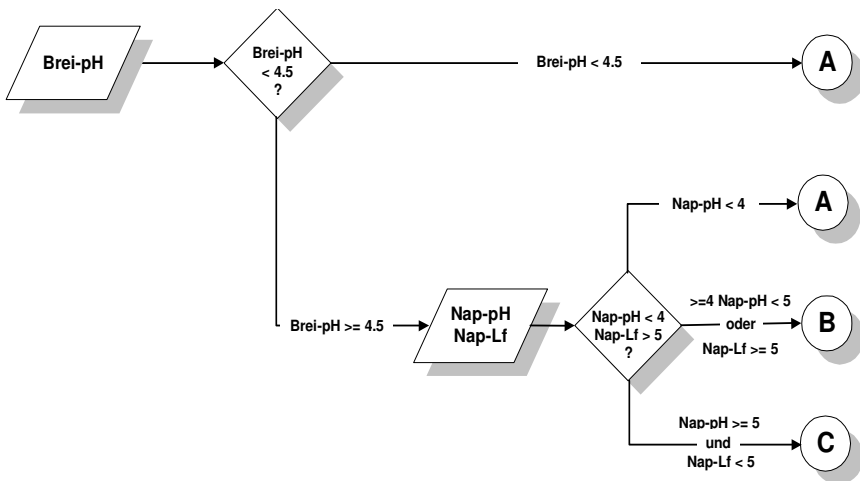 Brei-pH
Brei-pH
< 4.5
?
Brei-pH < 4.5
A
Nap-pH < 4
A
Brei-pH >= 4.5
Nap-pH
Nap-Lf
Nap-pH < 4
Nap-Lf > 5
?
>=4 Nap-pH < 5
oder
Nap-Lf >= 5
B
Nap-pH >= 5
und
Nap-Lf < 5
C